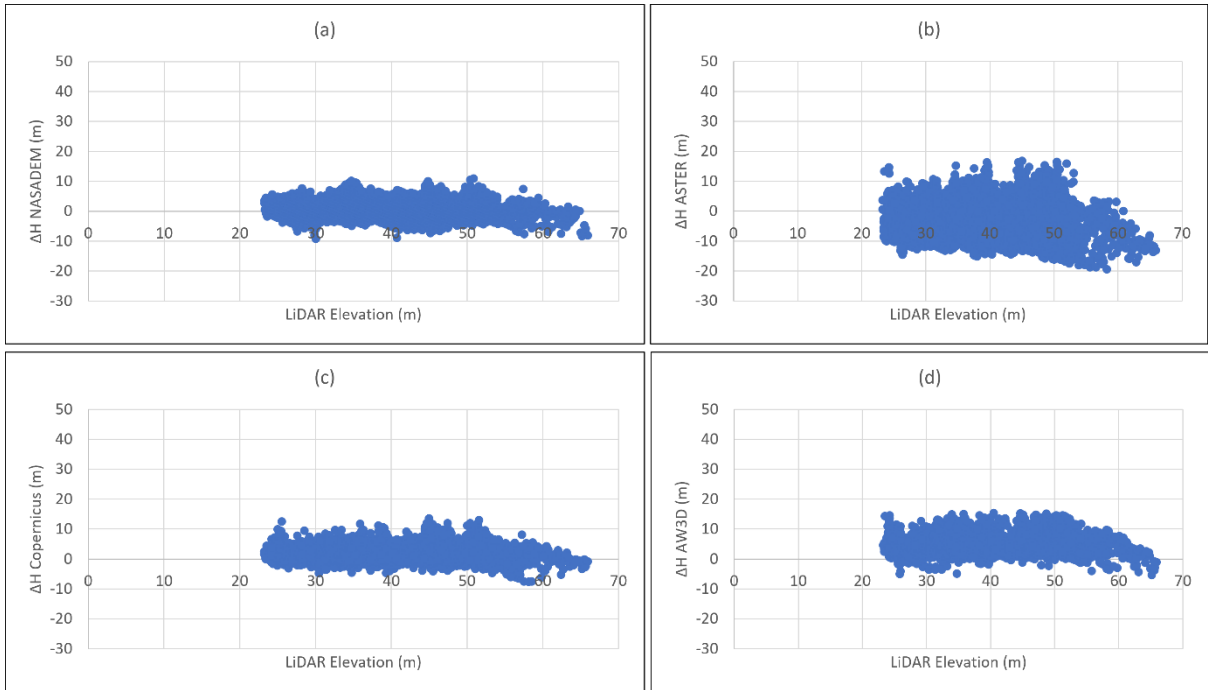 (a)
50
40
30
20
10
0
-10
-20
-30
0 10 20 30 40 50 60 70
ΔH NASADEM (m)
LiDAR Elevation (m)
(b)
50
40
30
20
10
0
-10
-20
-30
0 10 20 30 40 50 60 70
ΔH ASTER (m)
LiDAR Elevation (m)
(c)
50
40
30
20
10
0
-10
-20
-30
0 10 20 30 40 50 60 70
ΔH Copernicus (m)
LiDAR Elevation (m)
(d)
50
40
30
20
10
0
-10
-20
-30
0 10 20 30 40 50 60 70
ΔH AW3D (m)
LiDAR Elevation (m)